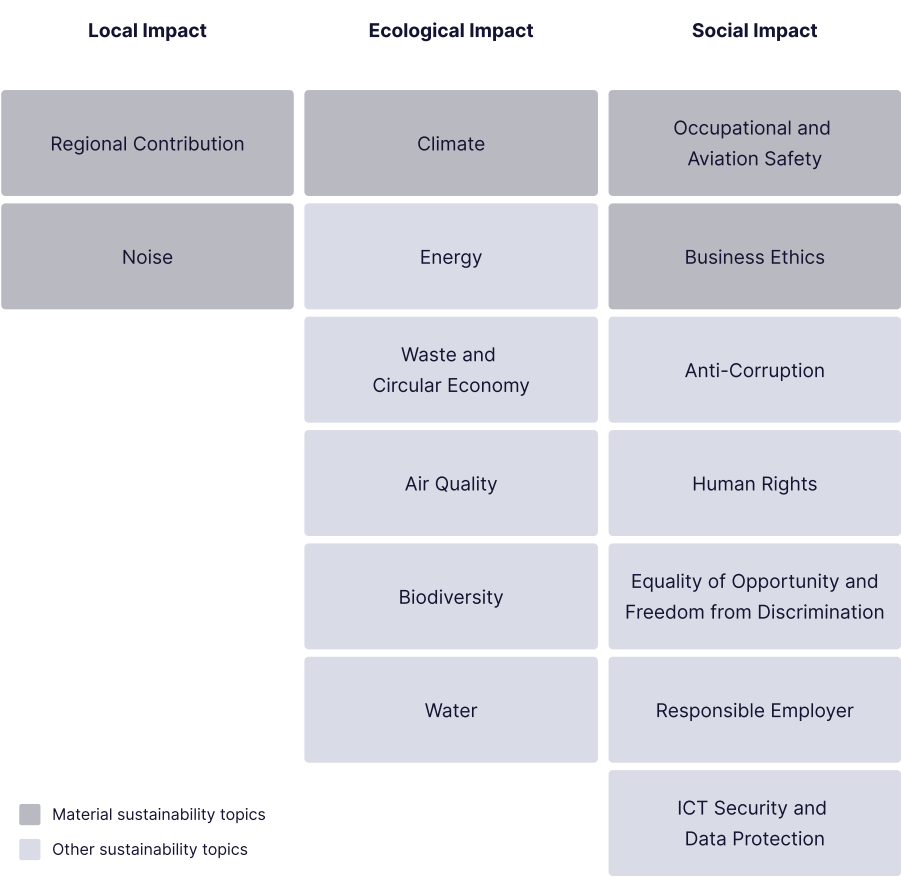 Local Impact
Ecological Impact
Social Impact
Regional Contribution
Climate
Occupational and
Aviation Safety
Noise
Energy
Business Ethics
Waste and
Circular Economy
Anti-Corruption
Air Quality
Human Rights
Biodiversity
Equality of Opportunity and
Freedom from Discrimination
Water
Responsible Employer
ICT Security and
Data Protection
Material sustainability topics
Other sustainability topics